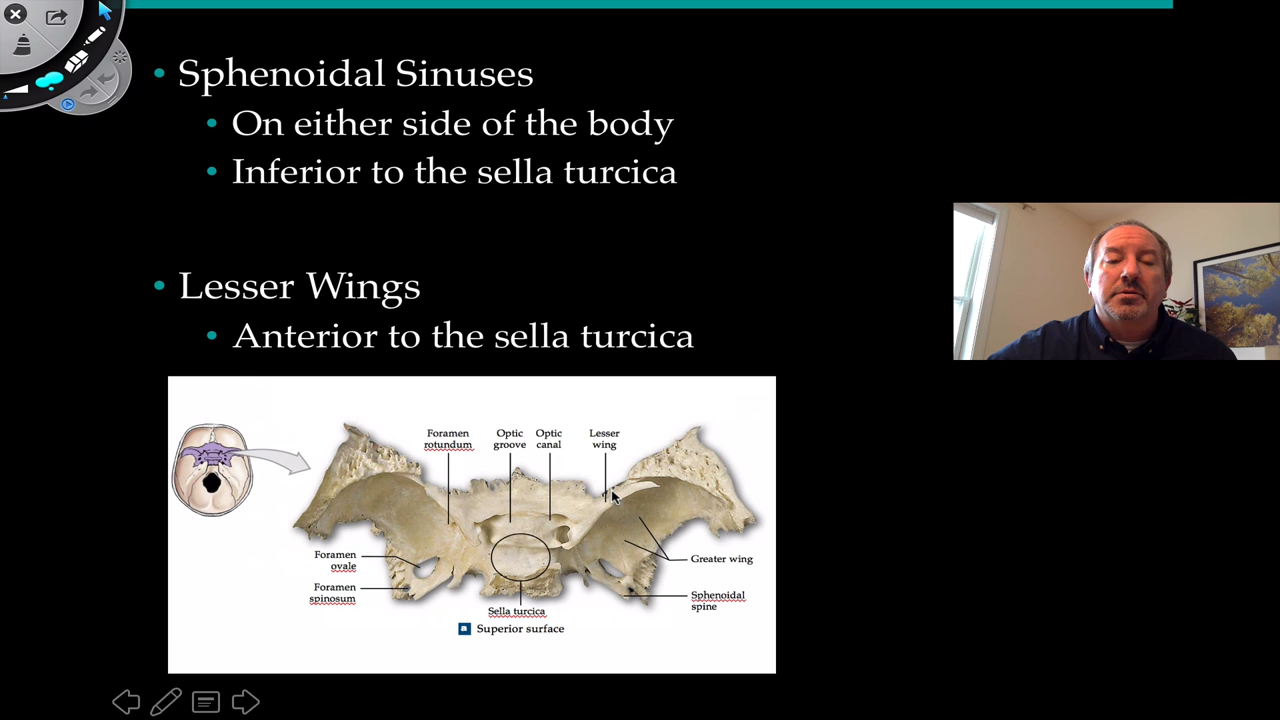 • Sphenoidal Sinuses
• On either side of the body
• Inferior to the sella turcica
• Lesser Wings
• Anterior to the sella turcica
Foramen
rotundum
Optic
groove
Optic
canal
Lesser
wing
Foramen
ovale
Foramen
spinosum
Greater wing
Sphenoidal
spine
Sella turcica
a Superior surface